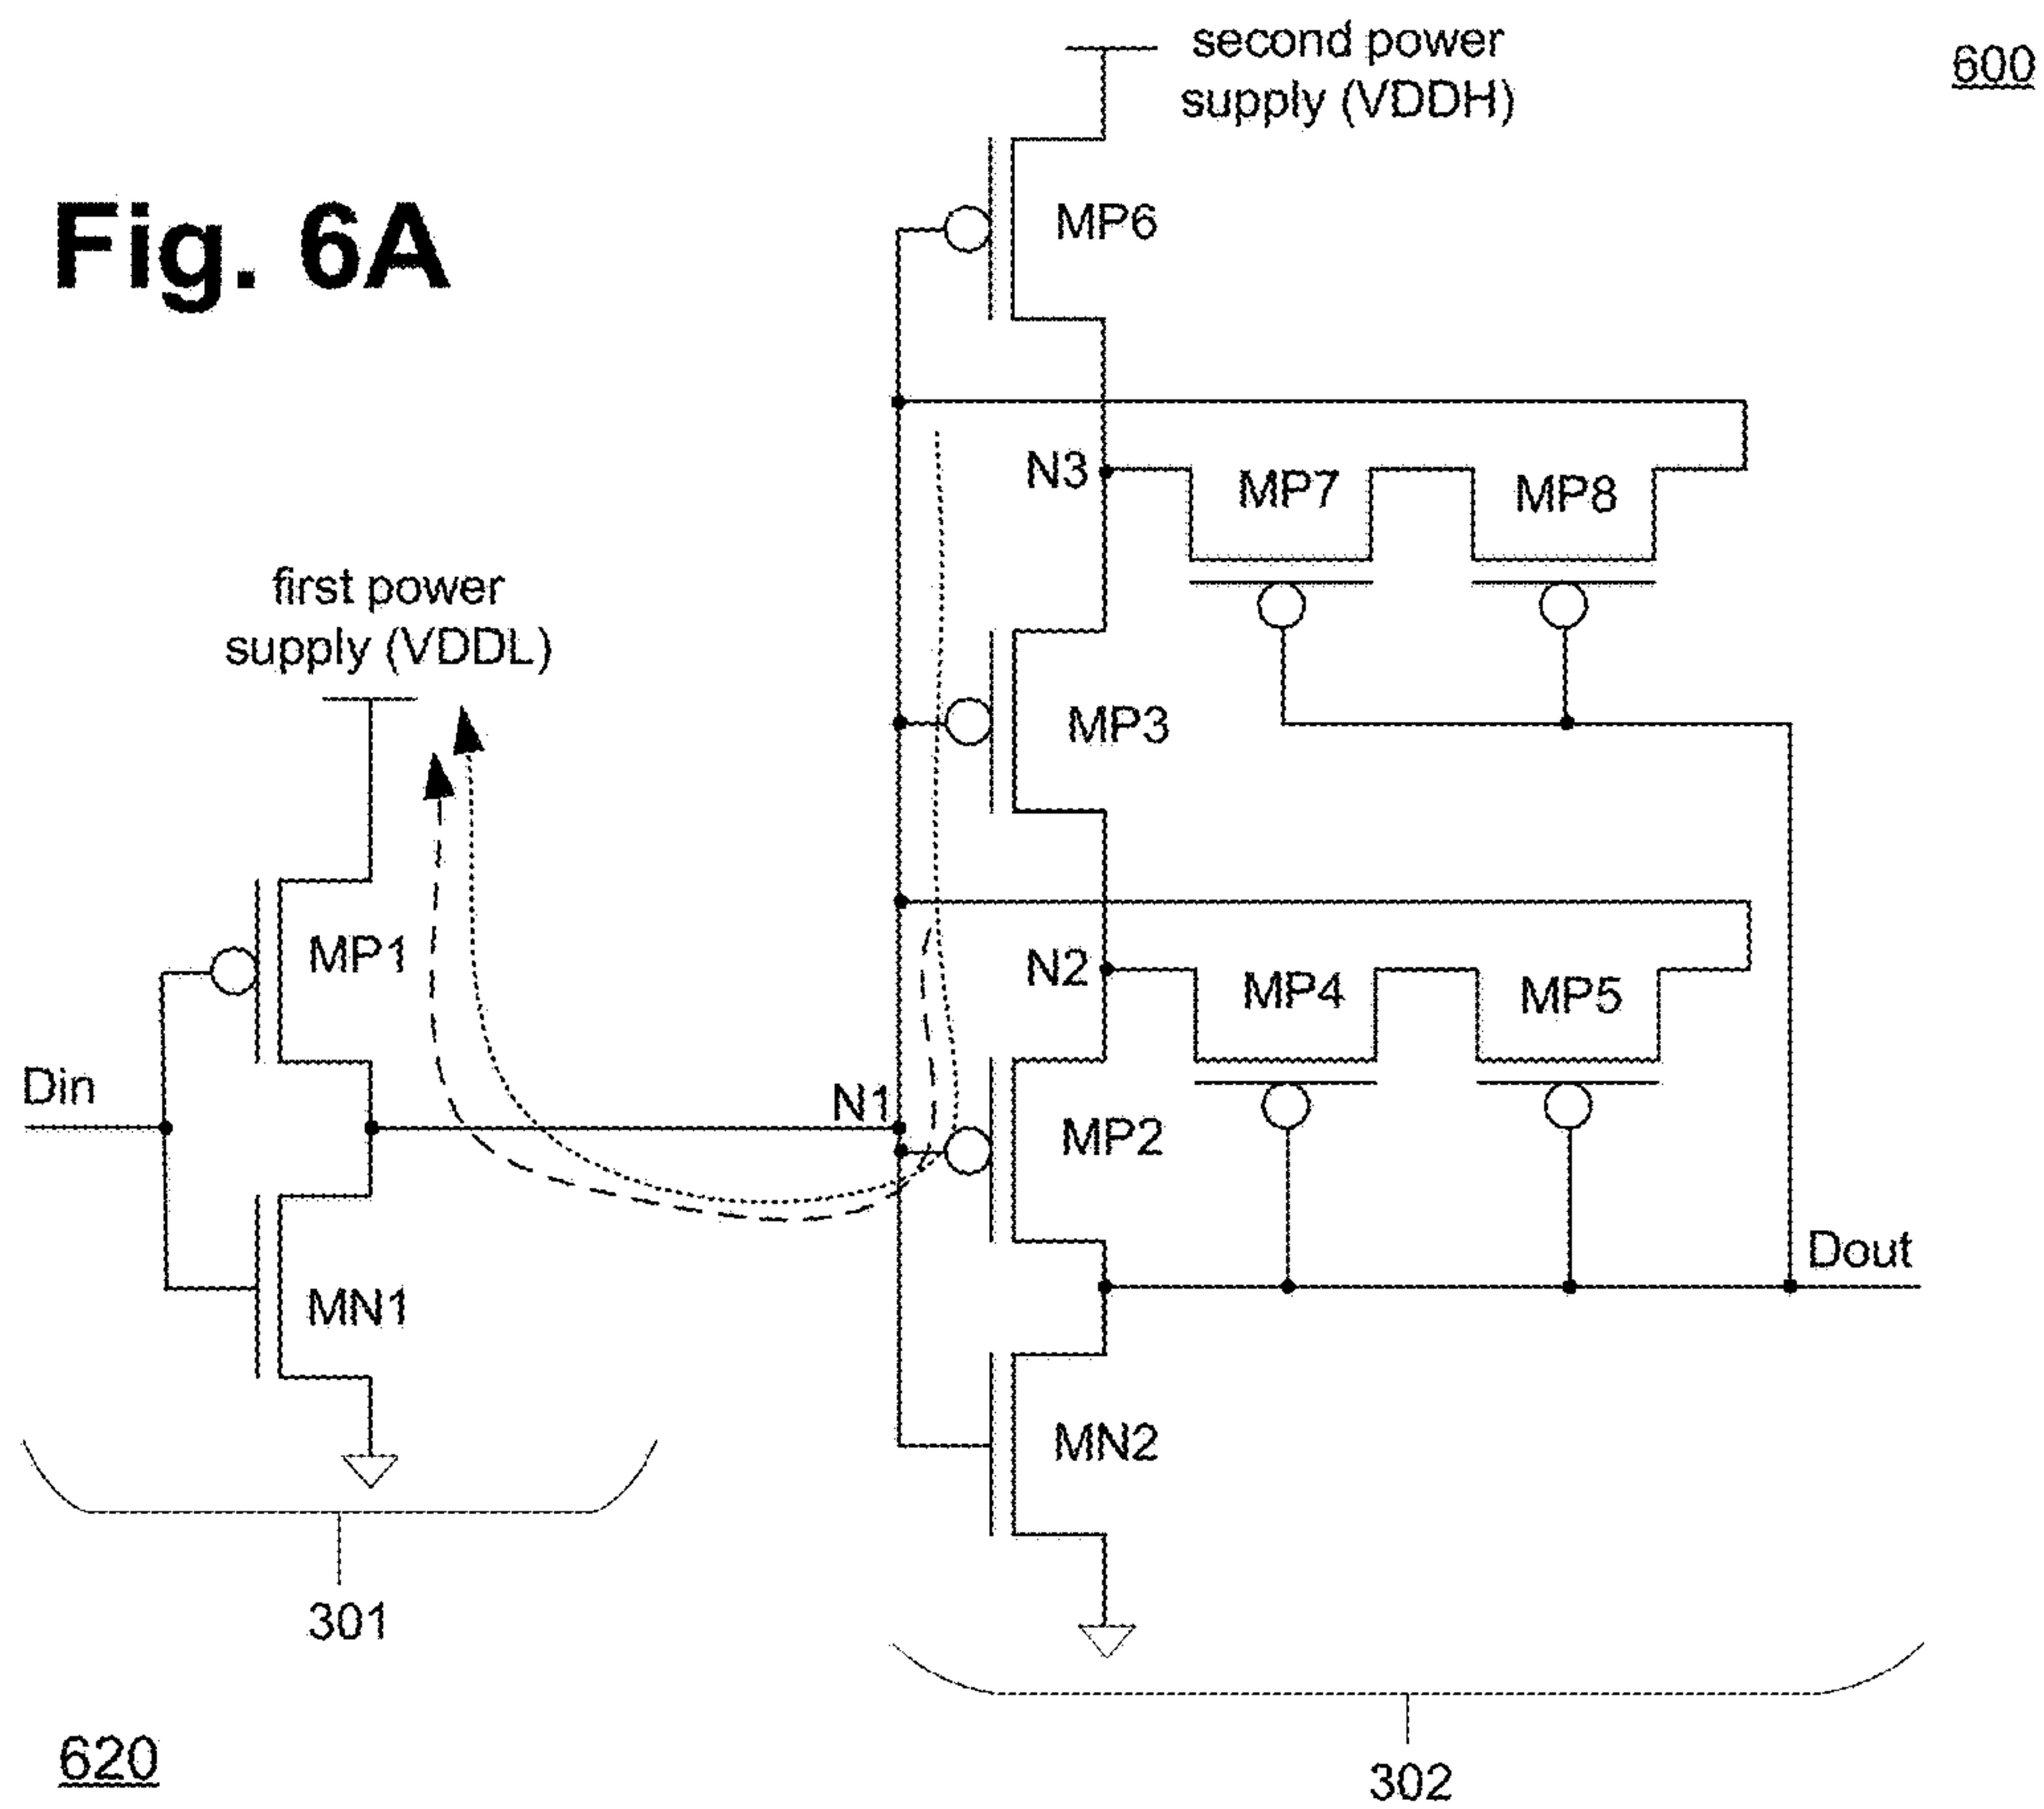 second power
supply (VDDH)
600
MP6
Fig. 6A
N3
MP7
MP8
first power
supply (VDDL)
MP3
MP1
N2
MP4
MP5
Din
N1
MP2
Dout
MN1
MN2
301
620
302